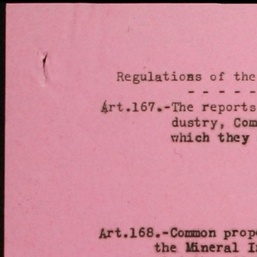 Regulations of the
- - - - -
Art.167.-The reports
dustry, Com
which they
Art.168.-Common prope
the Mineral I